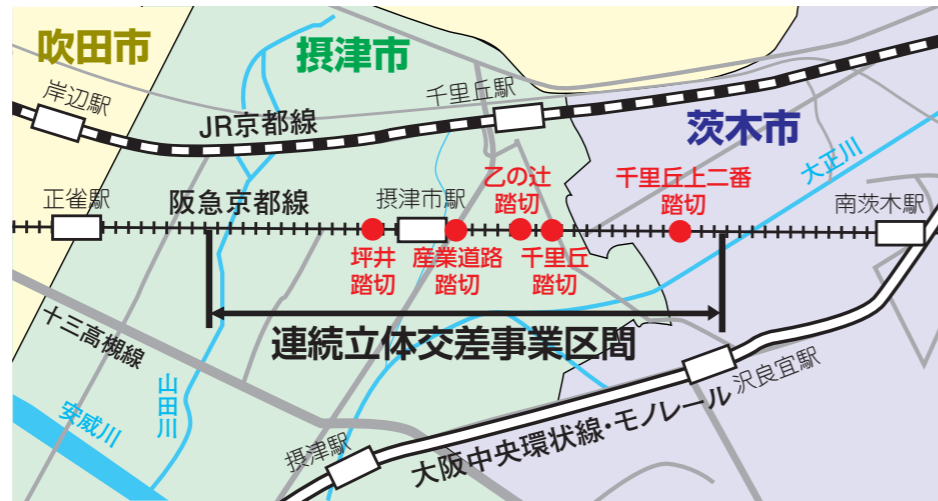 吹田市
摂津市
岸辺駅
千里丘駅
JR京都線
茨木市
大正川
正雀駅
阪急京都線
摂津市駅
乙の辻
踏切
千里丘上二番
踏切
南茨木駅
坪井
踏切
産業道路
踏切
千里丘
踏切
十三高槻線
連続立体交差事業区間
山田川
安威川
沢良宜駅
摂津駅
大阪中央環状線・モノレール